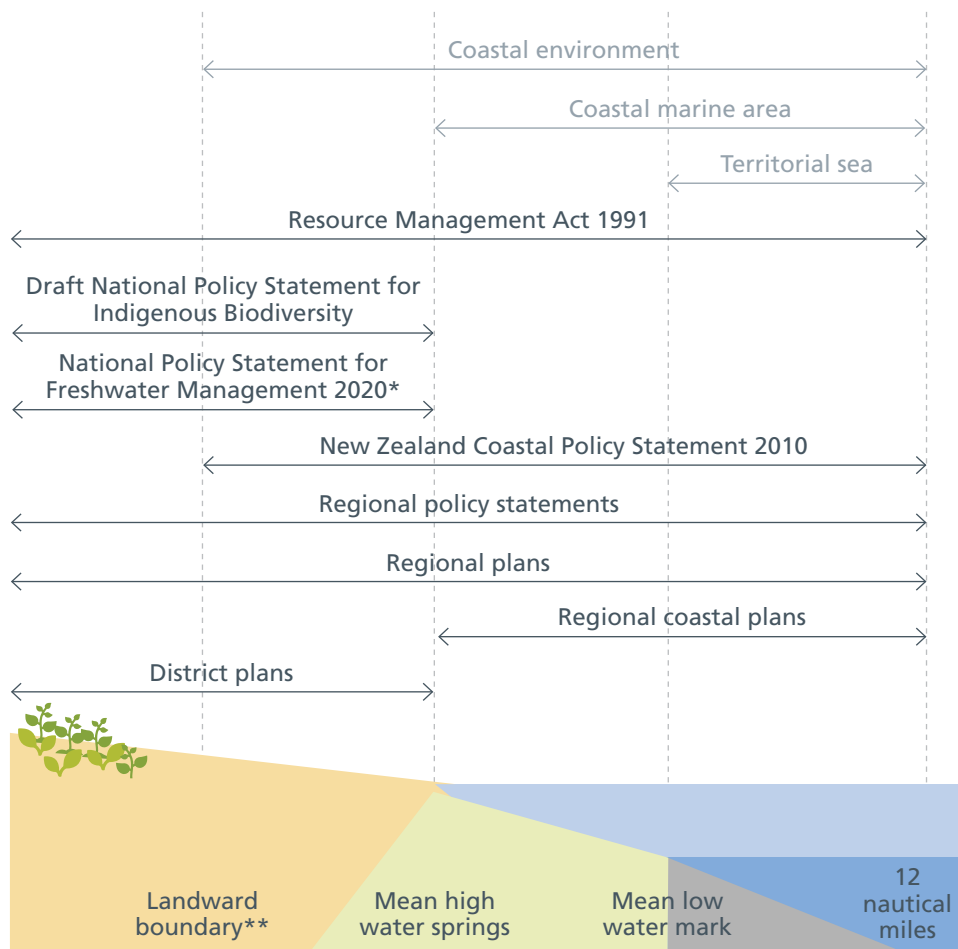 Coastal environment
Coastal marine area
Territorial sea
Resource Management Act 1991
Draft National Policy Statement for
Indigenous Biodiversity
National Policy Statement for
Freshwater Management 2020*
New Zealand Coastal Policy Statement 2010
Regional policy statements
Regional plans
Regional coastal plans
District plans
Landward
boundary**
Mean high
water springs
Mean low
water mark
12
nautical
miles